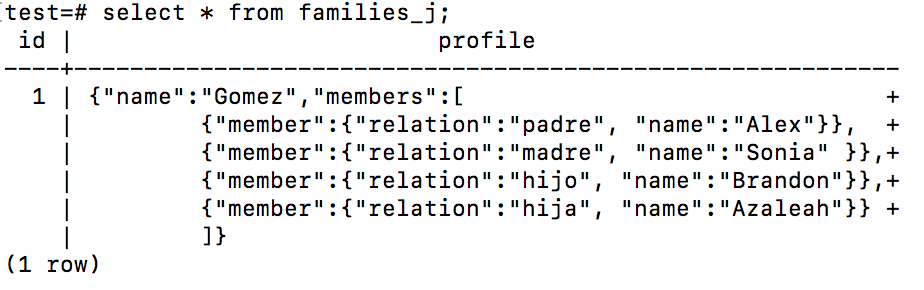 test=# select * from families_j;
 id |                          profile
----+-----------------------------------------------------------
  1 | {"name":"Gomez","members":[                              +
    |         {"member":{"relation":"padre", "name":"Alex"}},  +
    |         {"member":{"relation":"madre", "name":"Sonia" }},+
    |         {"member":{"relation":"hijo", "name":"Brandon"}},+
    |         {"member":{"relation":"hija", "name":"Azaleah"}} +
    |         ]}
(1 row)